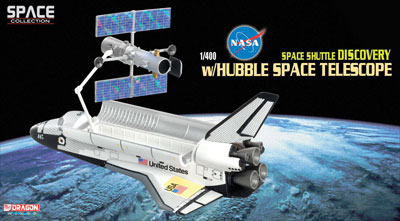 SPACE
COLLECTION
NASA
1/400
SPACE SHUTTLE DISCOVERY
w/HUBBLE SPACE TELESCOPE
United States
DRAGON